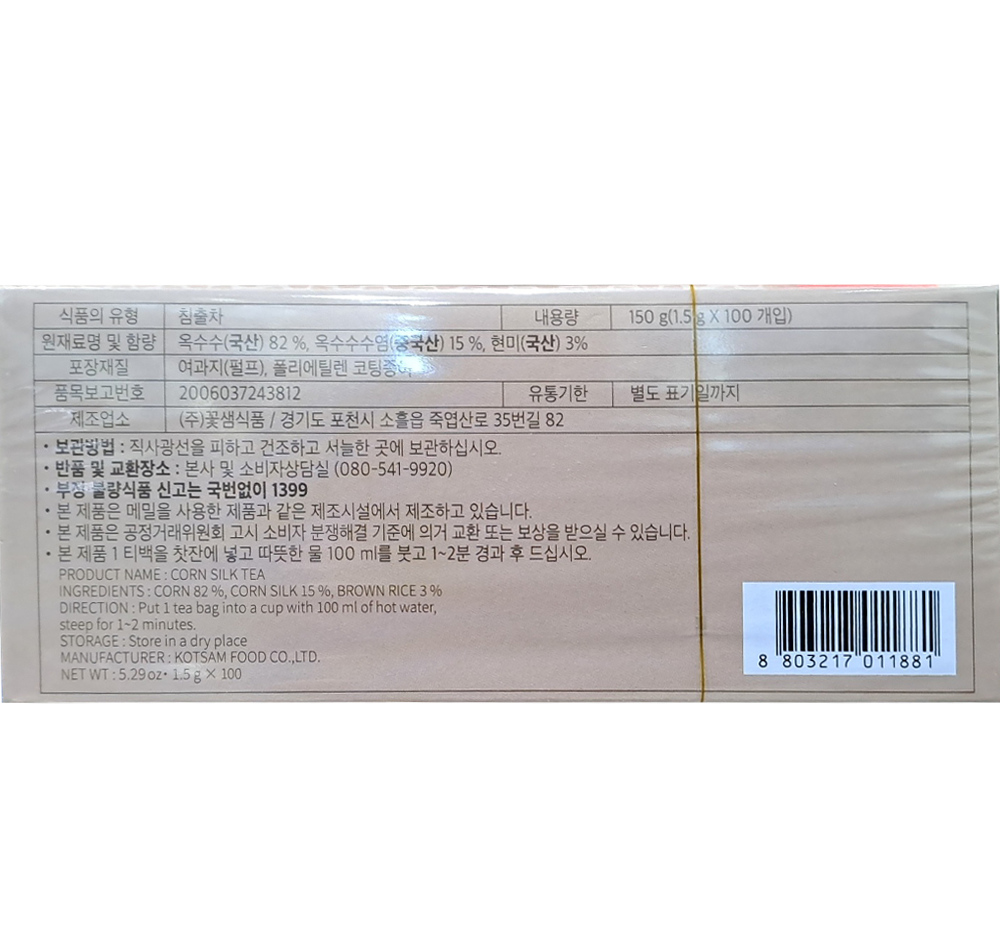 식품의 유형 침출차 내용량 150 g(1.5 g X 100 개입)
원재료명 및 함량 옥수수(국산) 82 %, 옥수수수염(중국산) 15 %, 현미(국산) 3%
포장재질 여과지(펄프), 폴리에틸렌 코팅종이
품목보고번호 2006037243812 유통기한 별도 표기일까지
제조업소 (주)꽃샘식품 / 경기도 포천시 소흘읍 죽엽산로 35번길 82
• 보관방법 : 직사광선을 피하고 건조하고 서늘한 곳에 보관하십시오.
• 반품 및 교환장소 : 본사 및 소비자상담실 (080-541-9920)
• 부정·불량식품 신고는 국번없이 1399
• 본 제품은 메밀을 사용한 제품과 같은 제조시설에서 제조하고 있습니다.
• 본 제품은 공정거래위원회 고시 소비자 분쟁해결 기준에 의거 교환 또는 보상을 받으실 수 있습니다.
• 본 제품 1 티백을 찻잔에 넣고 따뜻한 물 100 ml를 붓고 1~2분 경과 후 드십시오.
PRODUCT NAME : CORN SILK TEA
INGREDIENTS : CORN 82 %, CORN SILK 15 %, BROWN RICE 3 %
DIRECTION : Put 1 tea bag into a cup with 100 ml of hot water,
steep for 1~2 minutes.
STORAGE : Store in a dry place
MANUFACTURER : KOTSAM FOOD CO.,LTD.
NET WT : 5.29 oz• 1.5 g X 100
8 803217 011881